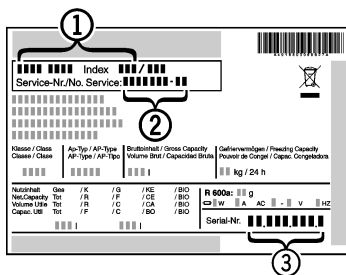 1
A4918503098907A
Index /
Service-Nr./No. Service: -
2
Klasse / Class Ap-Typ / AP-Type Bruttoinhalt / Gross Capacity Gefriervermögen / Freezing Capacity
Classe / Clase AP-Type / AP-Tipo Volume Brut / Capacidad Bruta Pouvoir de Congel / Capac. Congeladora
l kg / 24 h
Nutzinhalt Ges / K / G / KE / BIO
Net.Capacity Tot / R / F / CE / BIO
Volume Utile Tot / R / C / CA / BIO
Capac. Util Tot / F / C / BO / BIO
l l
R 600a: g
W A AC - V HZ
Serial-Nr.
3